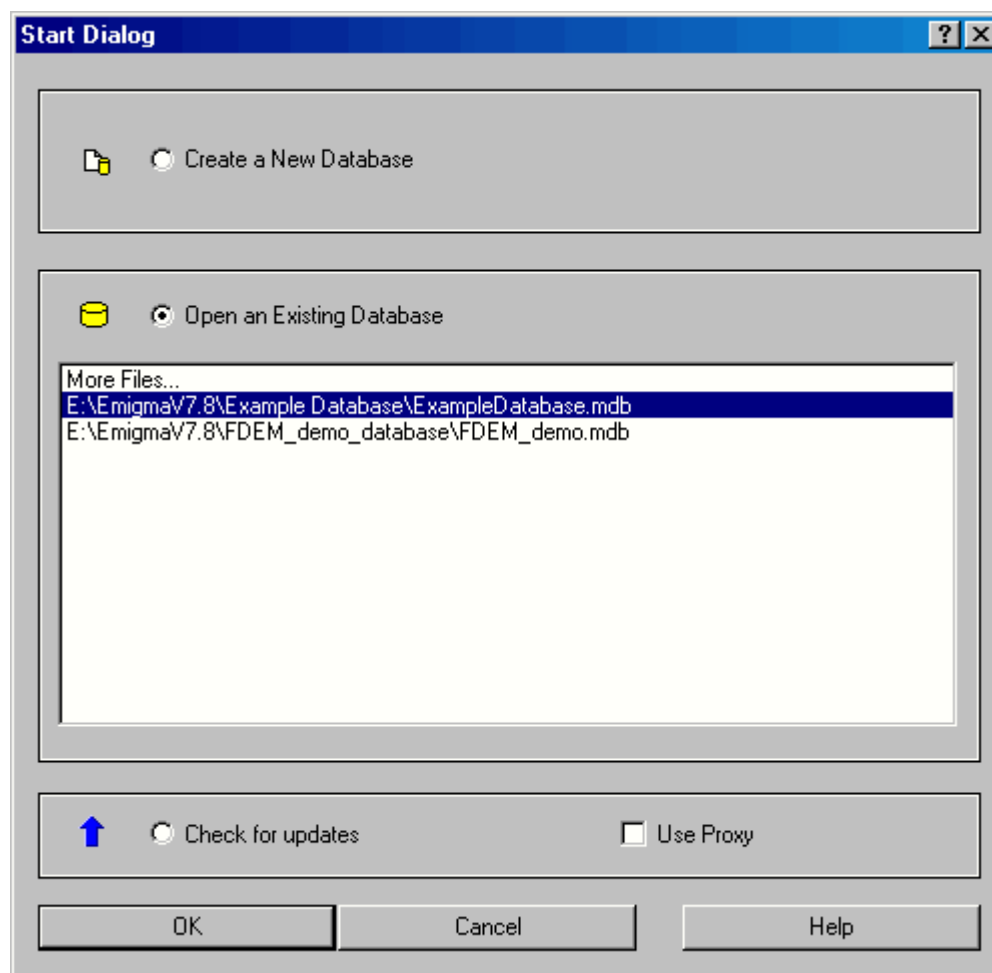 Start Dialog
Create a New Database
Open an Existing Database
More Files...
E:\EmigmaV7.8\Example Database\ExampleDatabase.mdb
E:\EmigmaV7.8\FDEM_demo_database\FDEM_demo.mdb
Check for updates Use Proxy
OK Cancel Help